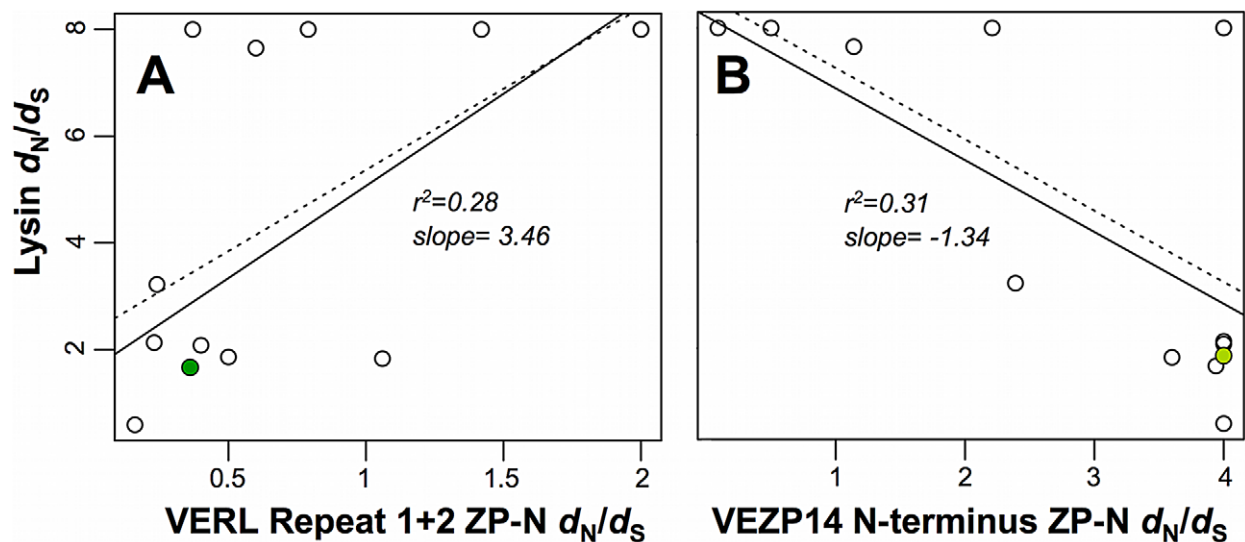 A
B
8
6
4
2
Lysin dN/dS
r²=0.28
slope= 3.46
r²=0.31
slope= -1.34
0.5
1
1.5
2
1
2
3
4
VERL Repeat 1+2 ZP-N dN/dS
VEZP14 N-terminus ZP-N dN/dS